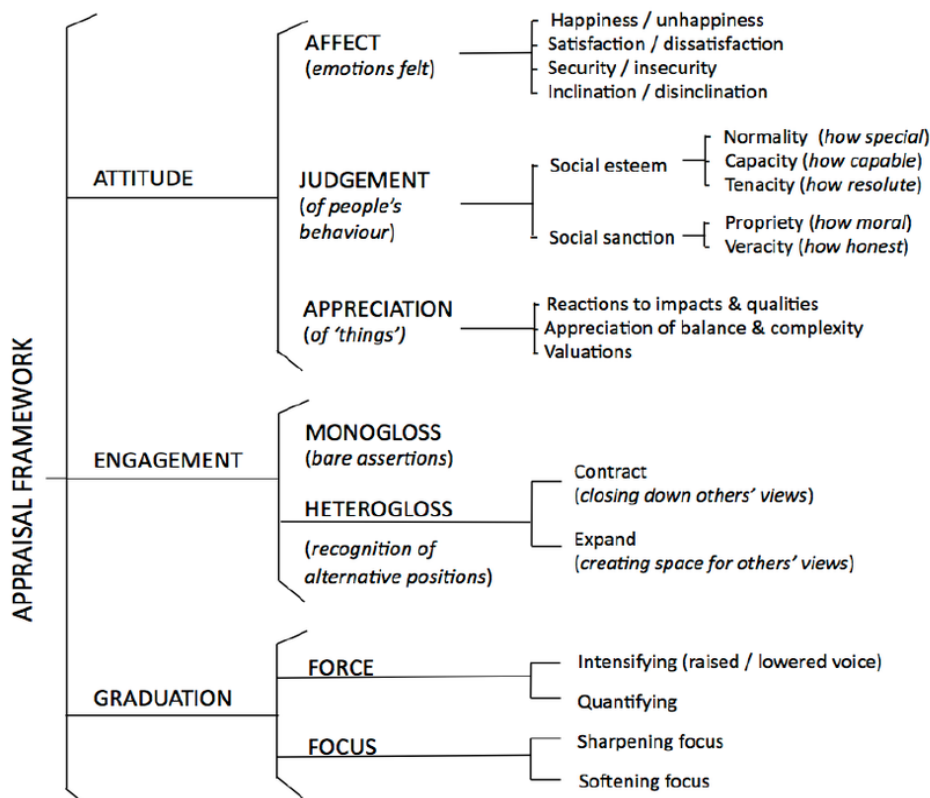 APPRAISAL FRAMEWORK
ATTITUDE
AFFECT
(emotions felt)
Happiness / unhappiness
Satisfaction / dissatisfaction
Security / insecurity
Inclination / disinclination
JUDGEMENT
(of people's
behaviour)
Social esteem
Normality (how special)
Capacity (how capable)
Tenacity (how resolute)
Social sanction
Propriety (how moral)
Veracity (how honest)
APPRECIATION
(of 'things')
Reactions to impacts & qualities
Appreciation of balance & complexity
Valuations
ENGAGEMENT
MONOGLOSS
(bare assertions)
HETEROGLOSS
(recognition of
alternative positions)
Contract
(closing down others' views)
Expand
(creating space for others' views)
GRADUATION
FORCE
Intensifying (raised / lowered voice)
Quantifying
FOCUS
Sharpening focus
Softening focus